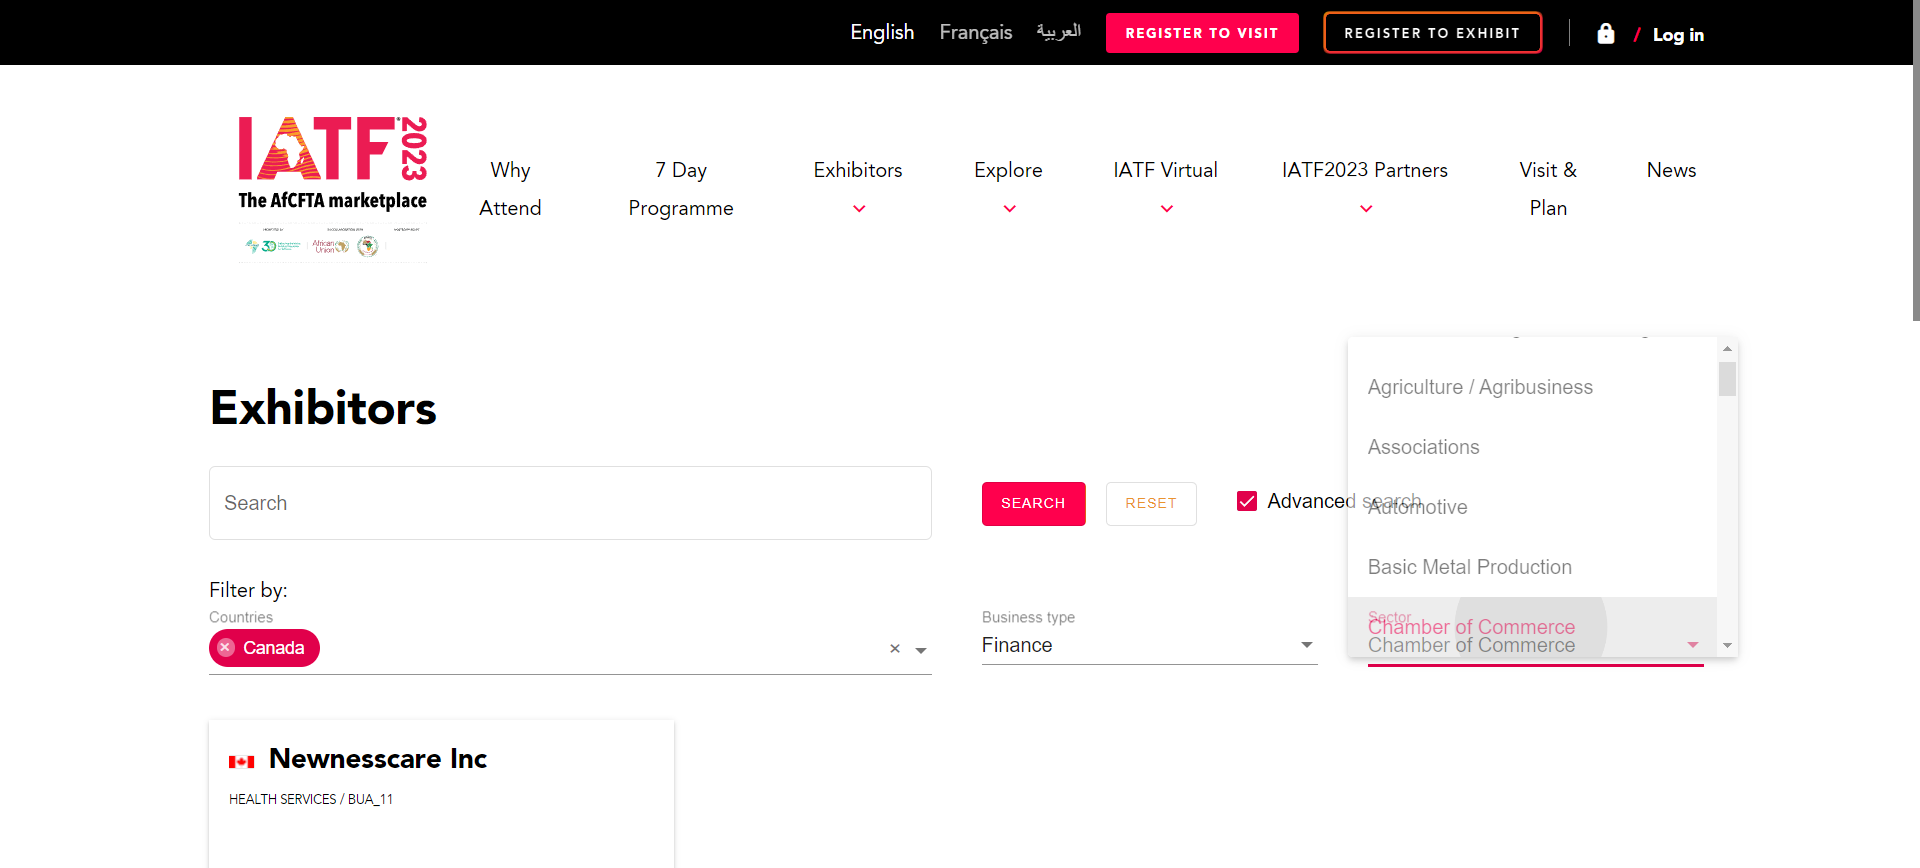 English
Français
العربية
REGISTER TO VISIT
REGISTER TO EXHIBIT
/ Log in
IATF 2023
The AfCFTA marketplace
African Union
Why Attend
7 Day Programme
Exhibitors
Explore
IATF Virtual
IATF2023 Partners
Visit & Plan
News
Exhibitors
Search
SEARCH
RESET
Advanced search
Agriculture / Agribusiness
Associations
Automotive
Basic Metal Production
Chamber of Commerce
Filter by:
Countries
Canada
Business type
Finance
Sector
Chamber of Commerce
Newnesscare Inc
HEALTH SERVICES / BUA_11